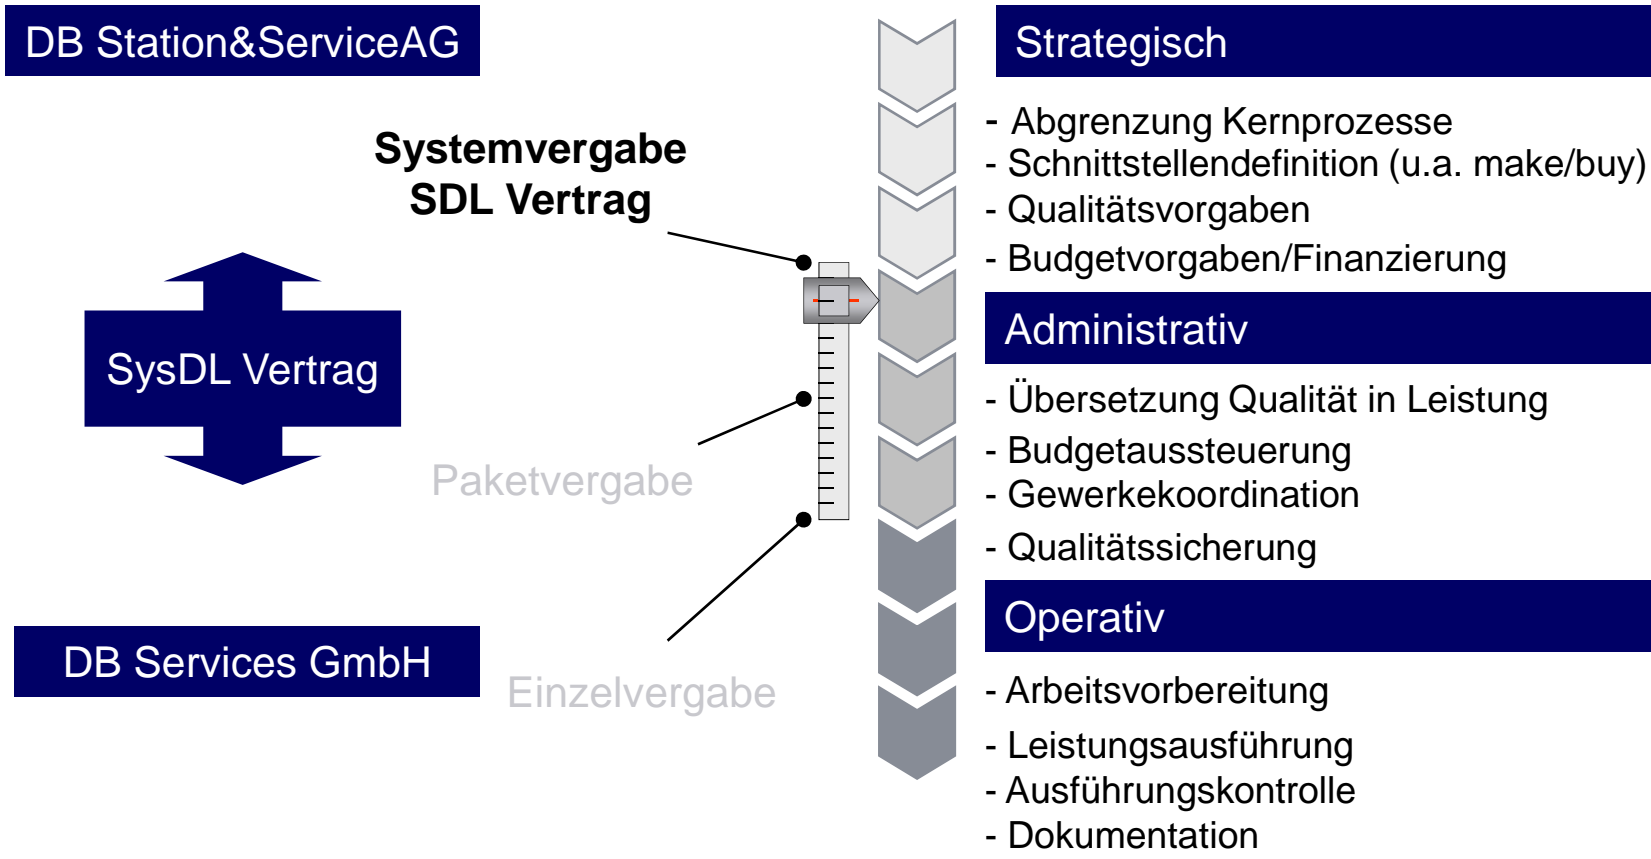 DB Station&ServiceAG
Systemvergabe
SDL Vertrag
SysDL Vertrag
Paketvergabe
DB Services GmbH
Einzelvergabe
Strategisch
- Abgrenzung Kernprozesse
- Schnittstellendefinition (u.a. make/buy)
- Qualitätsvorgaben
- Budgetvorgaben/Finanzierung
Administrativ
- Übersetzung Qualität in Leistung
- Budgetaussteuerung
- Gewerkekoordination
- Qualitätssicherung
Operativ
- Arbeitsvorbereitung
- Leistungsausführung
- Ausführungskontrolle
- Dokumentation